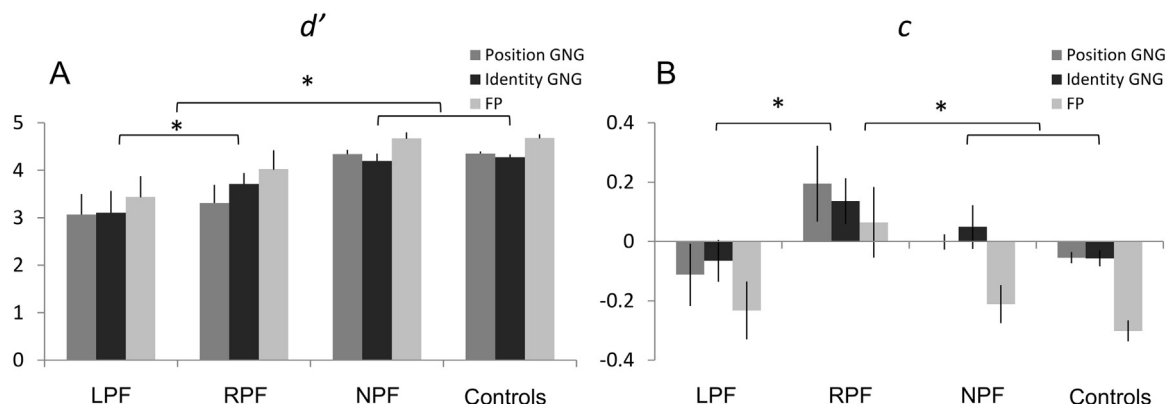 d'
A
Position GNG
Identity GNG
FP
*
*
5
4
3
2
1
0
LPF RPF NPF Controls
c
B
Position GNG
Identity GNG
FP
*
*
0.4
0.2
0
-0.2
-0.4
LPF RPF NPF Controls